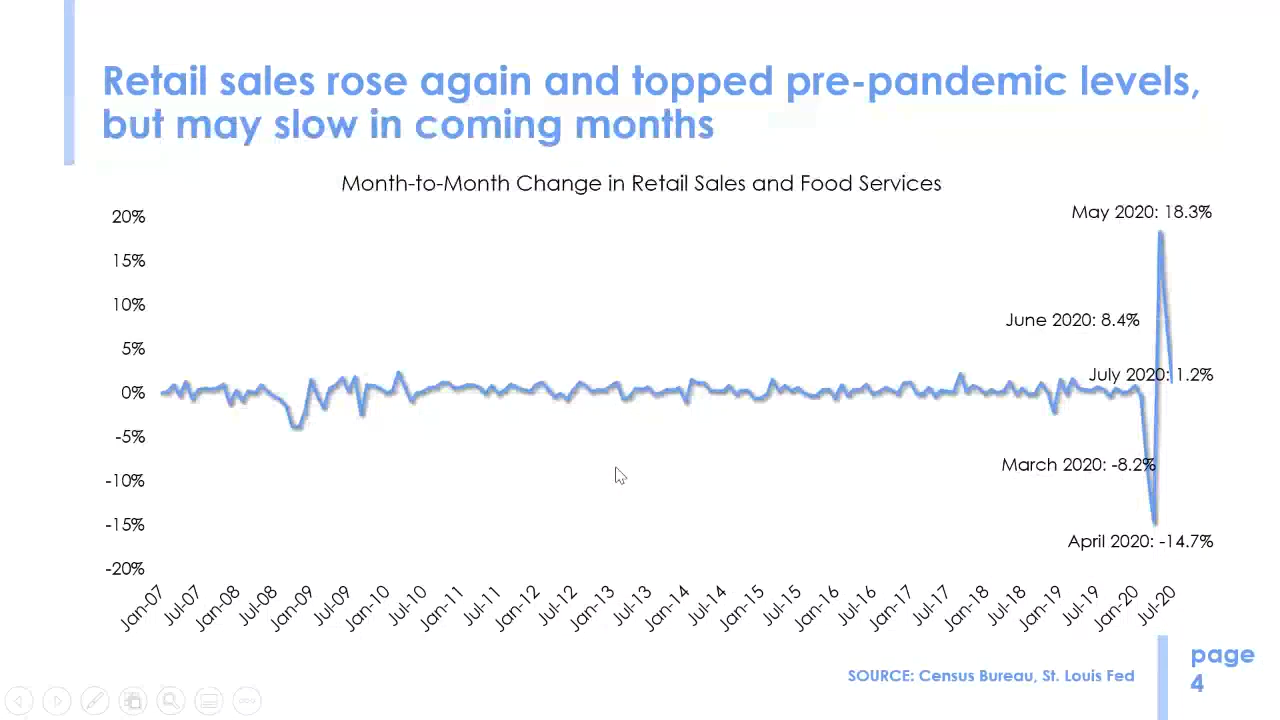 Retail sales rose again and topped pre-pandemic levels,
but may slow in coming months
Month-to-Month Change in Retail Sales and Food Services
20%
15%
10%
5%
0%
-5%
-10%
-15%
-20%
May 2020: 18.3%
June 2020: 8.4%
July 2020: 1.2%
March 2020: -8.2%
April 2020: -14.7%
Jan-07
Jul-07
Jan-08
Jul-08
Jan-09
Jul-09
Jan-10
Jul-10
Jan-11
Jul-11
Jan-12
Jul-12
Jan-13
Jul-13
Jan-14
Jul-14
Jan-15
Jul-15
Jan-16
Jul-16
Jan-17
Jul-17
Jan-18
Jul-18
Jan-19
Jul-19
Jan-20
Jul-20
SOURCE: Census Bureau, St. Louis Fed
page
4